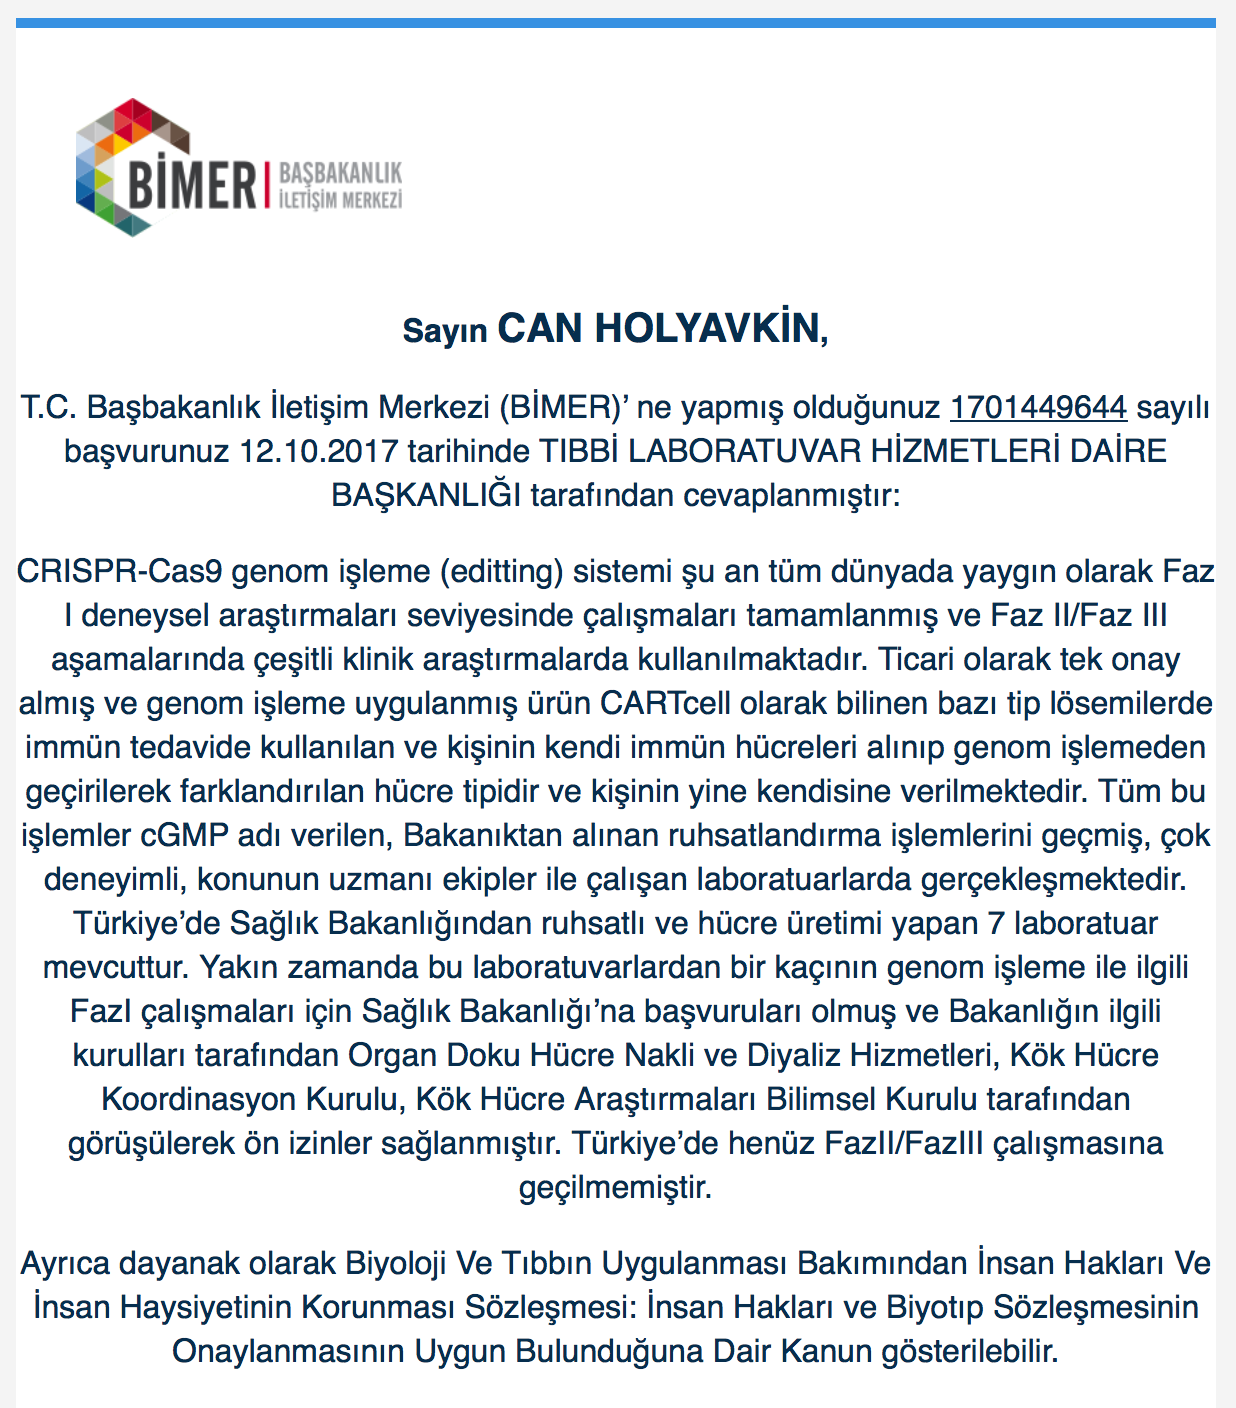 BİMER
BAŞBAKANLIK
İLETİŞİM MERKEZİ
Sayın CAN HOLYAVKİN,
T.C. Başbakanlık İletişim Merkezi (BİMER)’ ne yapmış olduğunuz 1701449644 sayılı
başvurunuz 12.10.2017 tarihinde TIBBİ LABORATUVAR HİZMETLERİ DAİRE
BAŞKANLIĞI tarafından cevaplanmıştır:
CRISPR-Cas9 genom işleme (editting) sistemi şu an tüm dünyada yaygın olarak Faz
I deneysel araştırmaları seviyesinde çalışmaları tamamlanmış ve Faz II/Faz III
aşamalarında çeşitli klinik araştırmalarda kullanılmaktadır. Ticari olarak tek onay
almış ve genom işleme uygulanmış ürün CARTcell olarak bilinen bazı tip lösemilerde
immün tedavide kullanılan ve kişinin kendi immün hücreleri alınıp genom işlemeden
geçirilerek farklandırılan hücre tipidir ve kişinin yine kendisine verilmektedir. Tüm bu
işlemler cGMP adı verilen, Bakanıktan alınan ruhsatlandırma işlemlerini geçmiş, çok
deneyimli, konunun uzmanı ekipler ile çalışan laboratuarlarda gerçekleşmektedir.
Türkiye’de Sağlık Bakanlığından ruhsatlı ve hücre üretimi yapan 7 laboratuar
mevcuttur. Yakın zamanda bu laboratuvarlardan bir kaçının genom işleme ile ilgili
FazI çalışmaları için Sağlık Bakanlığı’na başvuruları olmuş ve Bakanlığın ilgili
kurulları tarafından Organ Doku Hücre Nakli ve Diyaliz Hizmetleri, Kök Hücre
Koordinasyon Kurulu, Kök Hücre Araştırmaları Bilimsel Kurulu tarafından
görüşülerek ön izinler sağlanmıştır. Türkiye’de henüz FazII/FazIII çalışmasına
geçilmemiştir.
Ayrıca dayanak olarak Biyoloji Ve Tıbbın Uygulanması Bakımından İnsan Hakları Ve
İnsan Haysiyetinin Korunması Sözleşmesi: İnsan Hakları ve Biyotıp Sözleşmesinin
Onaylanmasının Uygun Bulunduğuna Dair Kanun gösterilebilir.